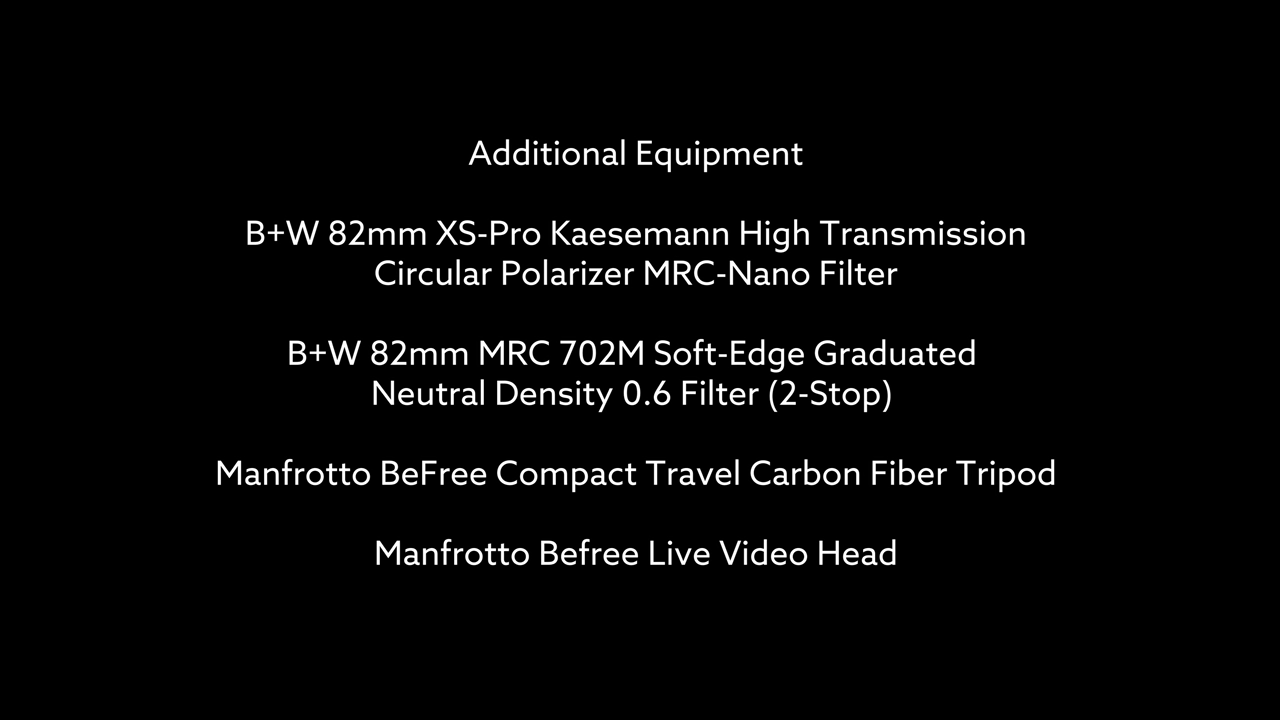 Additional Equipment
B+W 82mm XS-Pro Kaesemann High Transmission
Circular Polarizer MRC-Nano Filter
B+W 82mm MRC 702M Soft-Edge Graduated
Neutral Density 0.6 Filter (2-Stop)
Manfrotto BeFree Compact Travel Carbon Fiber Tripod
Manfrotto Befree Live Video Head